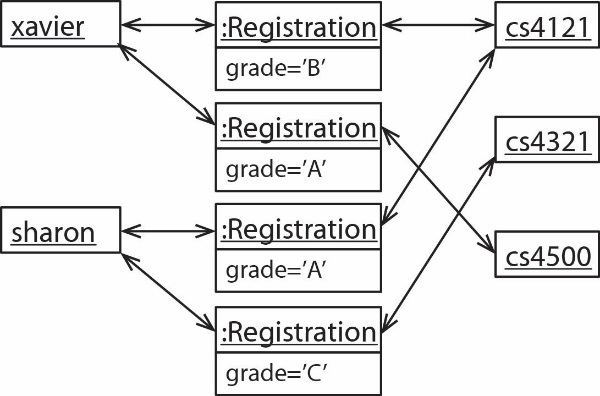 xavier
:Registration
grade='B'
cs4121
:Registration
grade='A'
cs4321
sharon
:Registration
grade='A'
cs4500
:Registration
grade='C'